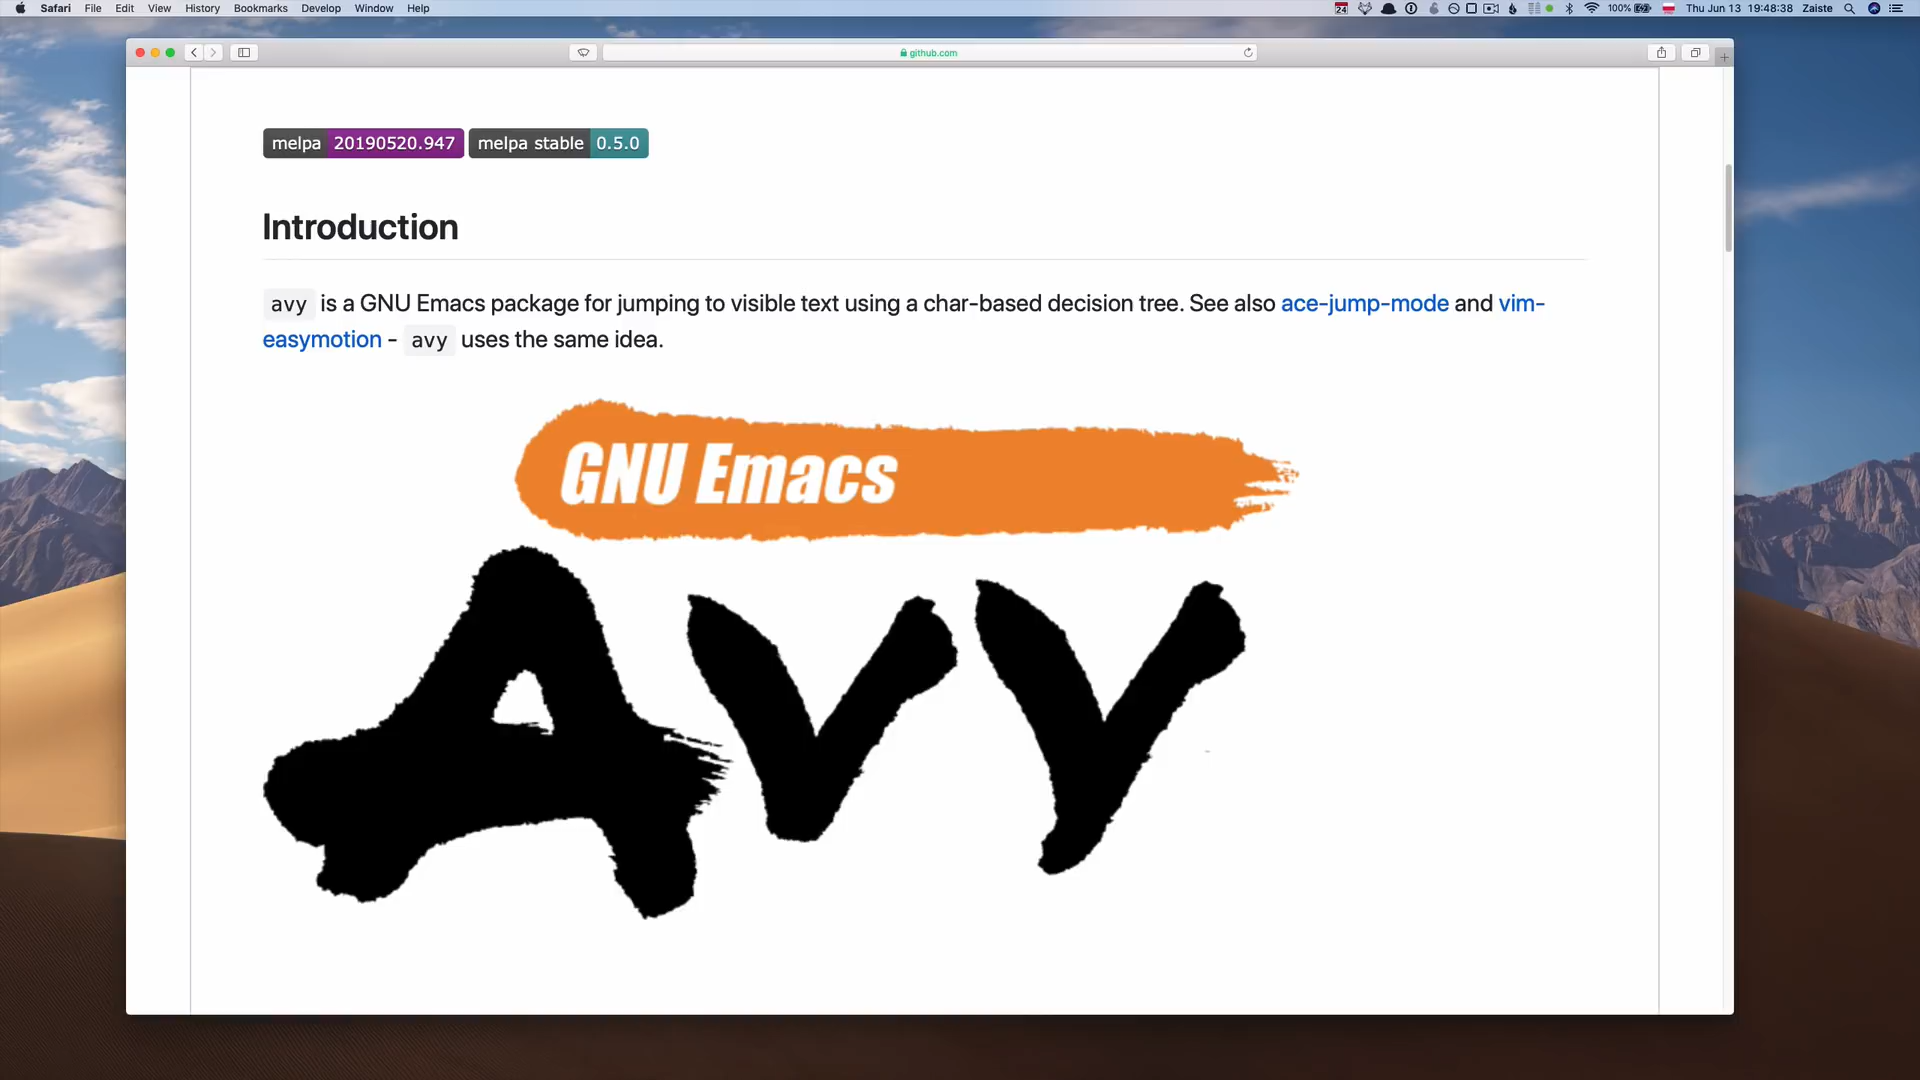 Safari File Edit View History Bookmarks Develop Window Help 24 100% Thu Jun 13 19:48:38 Zaiste
github.com
melpa 20190520.947 melpa stable 0.5.0
Introduction
avy is a GNU Emacs package for jumping to visible text using a char-based decision tree. See also ace-jump-mode and vim-
easymotion - avy uses the same idea.
GNU Emacs
Avy